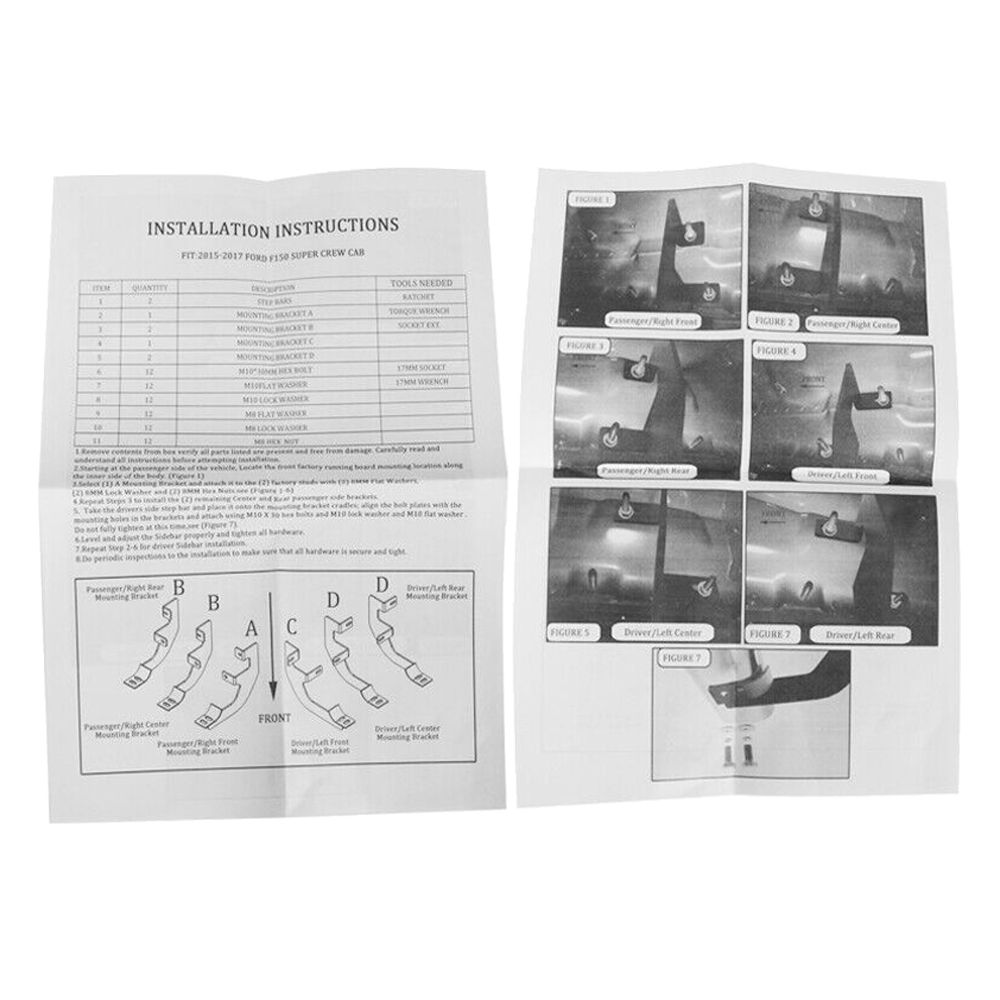 INSTALLATION INSTRUCTIONS
FIT:2015-2017 FORD F150 SUPER CREW CAB
ITEM QUANTITY DESCRIPTION TOOLS NEEDED
1 2 STEP BARS RATCHET
2 1 MOUNTING BRACKET A TORQUE WRENCH
3 2 MOUNTING BRACKET B SOCKET EXT.
4 1 MOUNTING BRACKET C
5 2 MOUNTING BRACKET D
6 12 M10*30MM HEX BOLT 17MM SOCKET
7 12 M10FLAT WASHER 17MM WRENCH
8 12 M10 LOCK WASHER
9 12 M8 FLAT WASHER
10 12 M8 LOCK WASHER
11 12 M8 HEX NUT
1.Remove contents from box verify all parts listed are present and free from damage. Carefully read and
understand all instructions before attempting installation.
2.Starting at the passenger side of the vehicle, Locate the front factory running board mounting location along
the inner side of the body. (Figure 1)
3.Select (1) A Mounting Bracket and attach it to the (2) factory studs with (2) 8MM Flat Washers,
(2) 8MM Lock Washer and (2) 8MM Hex Nuts see (Figure 1-6)
4.Repeat Steps 3 to install the (2) remaining Center and Rear passenger side brackets.
5. Take the drivers side step bar and place it onto the mounting bracket cradles; align the bolt plates with the
mounting holes in the brackets and attach using M10 X 30 hex bolts and M10 lock washer and M10 flat washer .
Do not fully tighten at this time,see (Figure 7).
6.Level and adjust the Sidebar properly and tighten all hardware.
7.Repeat Step 2-6 for driver Sidebar installation.
8.Do periodic inspections to the installation to make sure that all hardware is secure and tight.
Passenger/Right Rear
Mounting Bracket
B
B
A
C
D
D
Driver/Left Rear
Mounting Bracket
FRONT
Passenger/Right Center
Mounting Bracket
Passenger/Right Front
Mounting Bracket
Driver/Left Front
Mounting Bracket
Driver/Left Center
Mounting Bracket
FIGURE 1
FRONT
Passenger/Right Front
FIGURE 2
Passenger/Right Center
FIGURE 3
Passenger/Right Rear
FIGURE 4
FRONT
Deiver/Left Front
FIGURE 5
Driver/Left Center
FRONT
FIGURE 7
Driver/Left Rear
FIGURE 7